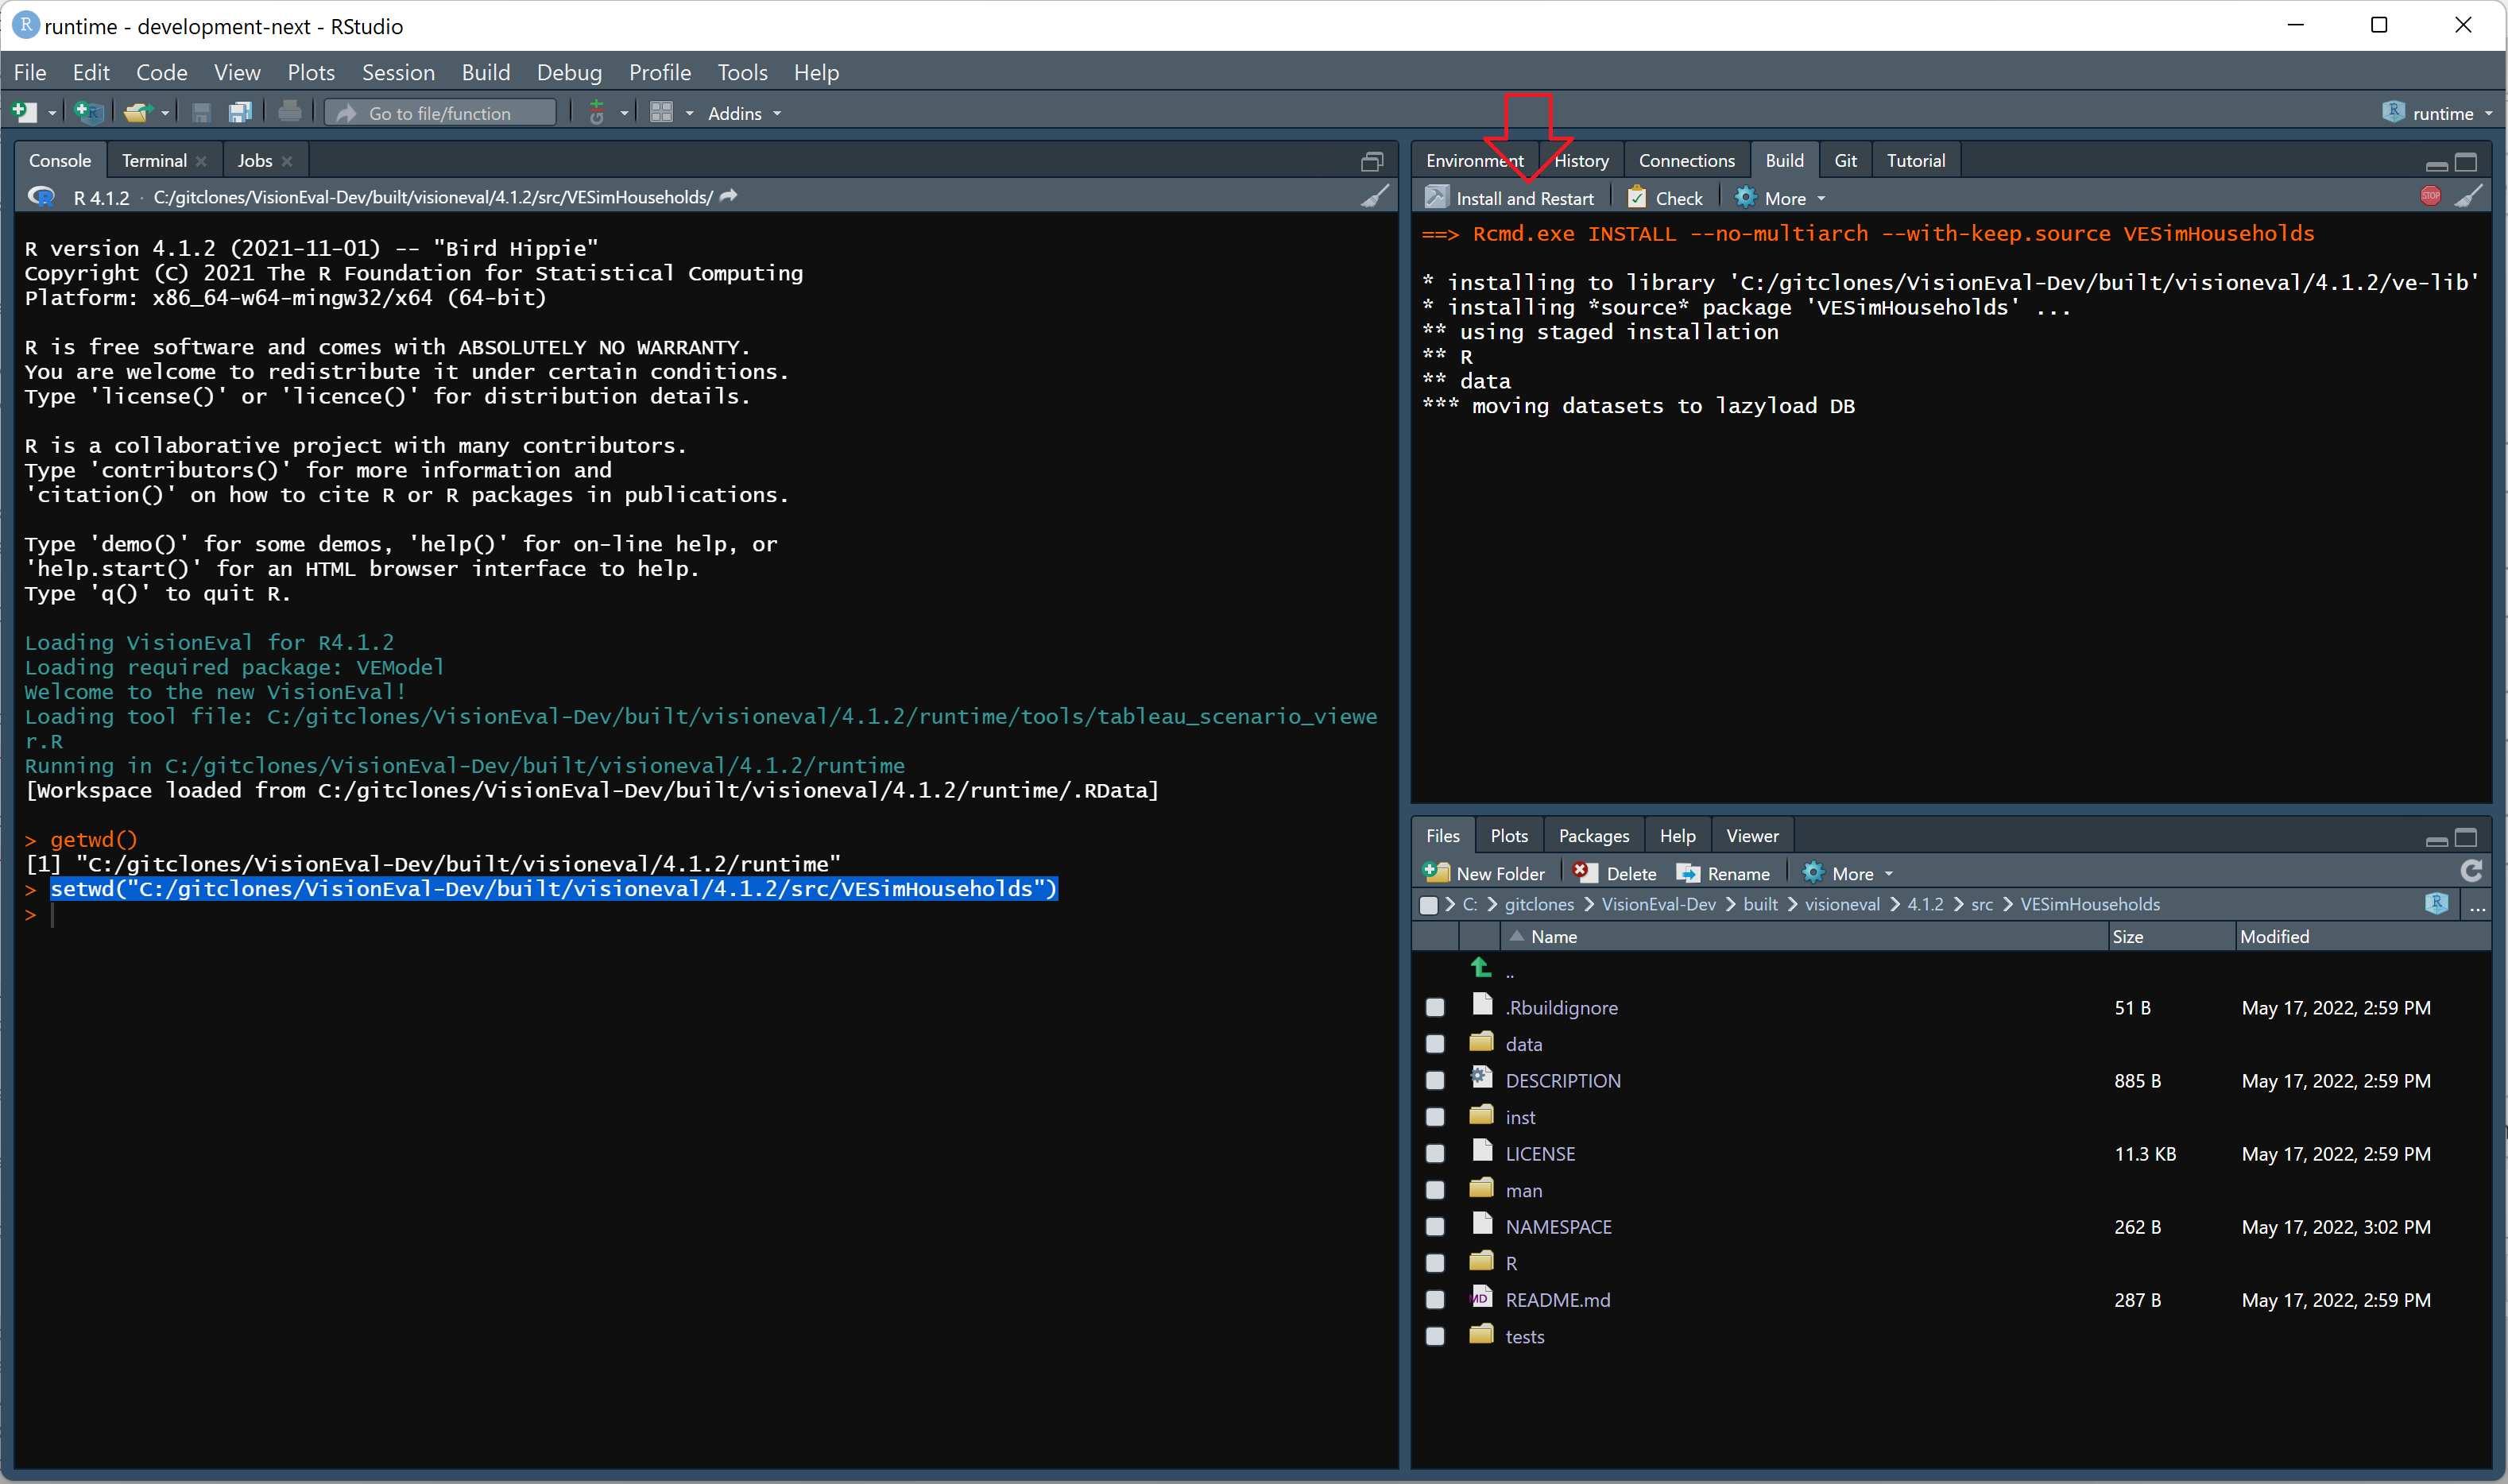 runtime - development-next - RStudio
File Edit Code View Plots Session Build Debug Profile Tools Help
Go to file/function Git Addins runtime
Console Terminal Jobs
R 4.1.2 · C:/gitclones/VisionEval-Dev/built/visioneval/4.1.2/src/VESimHouseholds/
R version 4.1.2 (2021-11-01) -- "Bird Hippie"
Copyright (C) 2021 The R Foundation for Statistical Computing
Platform: x86_64-w64-mingw32/x64 (64-bit)
R is free software and comes with ABSOLUTELY NO WARRANTY.
You are welcome to redistribute it under certain conditions.
Type 'license()' or 'licence()' for distribution details.
R is a collaborative project with many contributors.
Type 'contributors()' for more information and
'citation()' on how to cite R or R packages in publications.
Type 'demo()' for some demos, 'help()' for on-line help, or
'help.start()' for an HTML browser interface to help.
Type 'q()' to quit R.
Loading VisionEval for R4.1.2
Loading required package: VEModel
Welcome to the new VisionEval!
Loading tool file: C:/gitclones/VisionEval-Dev/built/visioneval/4.1.2/runtime/tools/tableau_scenario_viewe
r.R
Running in C:/gitclones/VisionEval-Dev/built/visioneval/4.1.2/runtime
[Workspace loaded from C:/gitclones/VisionEval-Dev/built/visioneval/4.1.2/runtime/.RData]
> getwd()
[1] "C:/gitclones/VisionEval-Dev/built/visioneval/4.1.2/runtime"
> setwd("C:/gitclones/VisionEval-Dev/built/visioneval/4.1.2/src/VESimHouseholds")
>
Environment History Connections Build Git Tutorial
Install and Restart Check More STOP
==> Rcmd.exe INSTALL --no-multiarch --with-keep.source VESimHouseholds
* installing to library 'C:/gitclones/VisionEval-Dev/built/visioneval/4.1.2/ve-lib'
* installing *source* package 'VESimHouseholds' ...
** using staged installation
** R
** data
*** moving datasets to lazyload DB
Files Plots Packages Help Viewer
New Folder Delete Rename More
C: gitclones VisionEval-Dev built visioneval 4.1.2 src VESimHouseholds ...
Name Size Modified
..
.Rbuildignore 51 B May 17, 2022, 2:59 PM
data
DESCRIPTION 885 B May 17, 2022, 2:59 PM
inst
LICENSE 11.3 KB May 17, 2022, 2:59 PM
man
NAMESPACE 262 B May 17, 2022, 3:02 PM
R
README.md 287 B May 17, 2022, 2:59 PM
tests